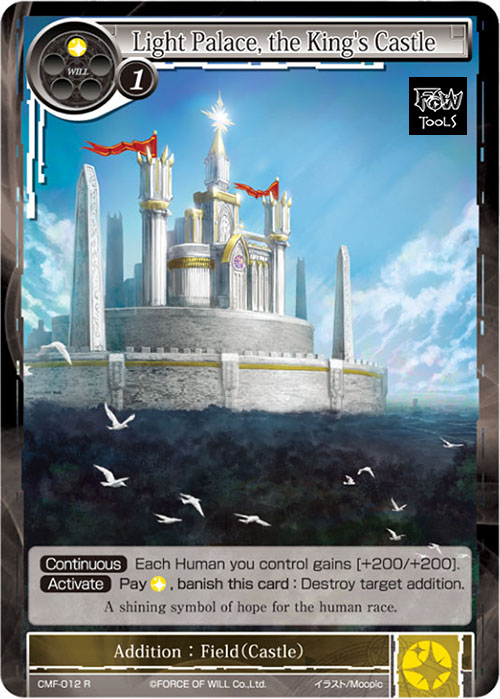 Light Palace, the King's Castle
WILL
1
FOW
TOOLS
Continuous Each Human you control gains [+200/+200].
Activate Pay , banish this card : Destroy target addition.
A shining symbol of hope for the human race.
Addition : Field(Castle)
CMF-012 R ©FORCE OF WILL Co.,Ltd. イラスト/Moopic